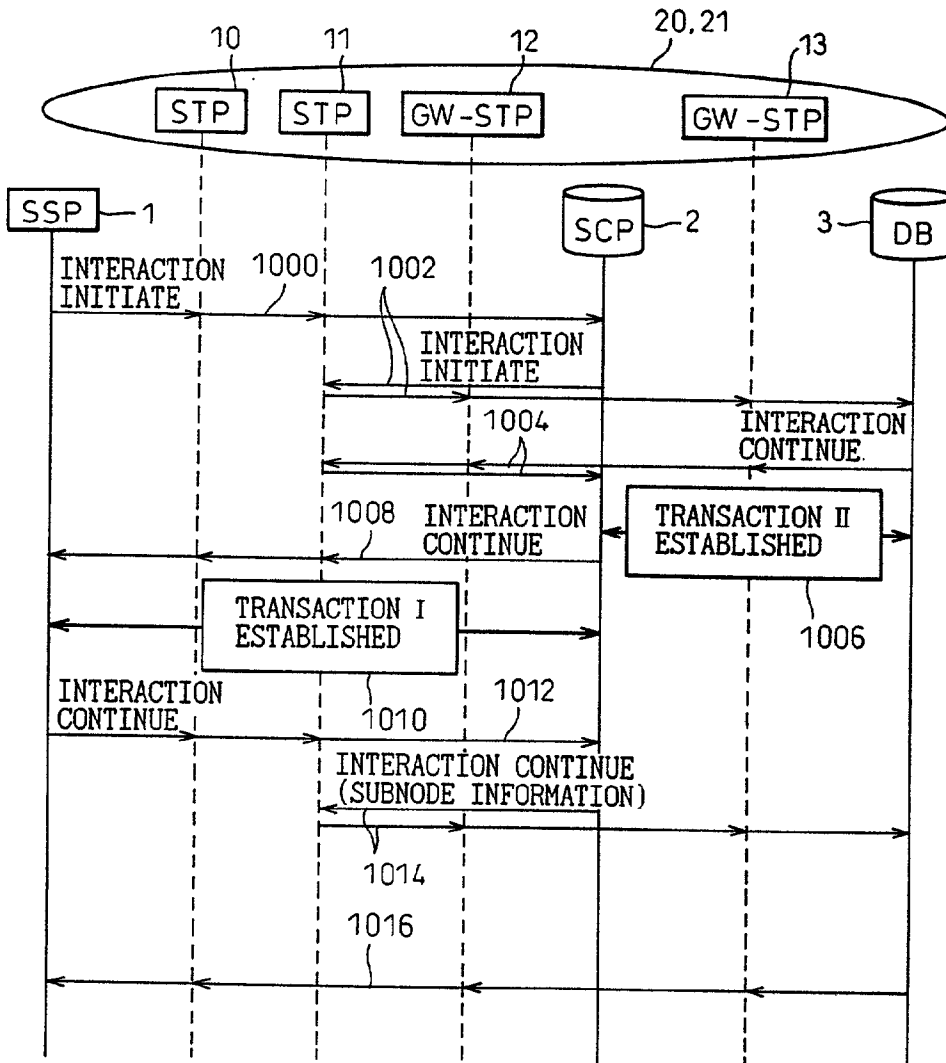 20,21
10
11
12
13
STP
STP
GW-STP
GW-STP
SSP
1
SCP
2
3
DB
INTERACTION
INITIATE
1000
1002
INTERACTION
INITIATE
1004
INTERACTION
CONTINUE
1008
INTERACTION
CONTINUE
TRANSACTION II
ESTABLISHED
1006
TRANSACTION I
ESTABLISHED
1010
INTERACTION
CONTINUE
1012
INTERACTION CONTINUE
(SUBNODE INFORMATION)
1014
1016